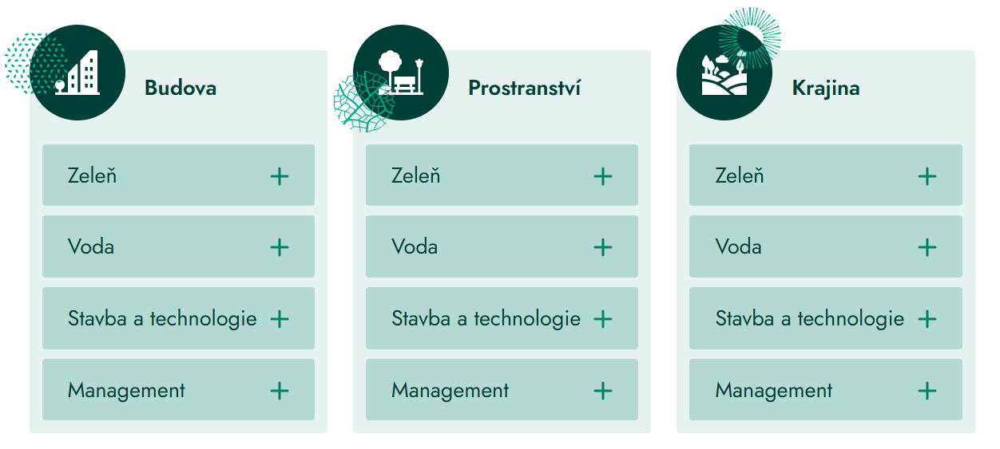 Budova
Zeleň
Voda
Stavba a technologie
Management
Prostranství
Zeleň
Voda
Stavba a technologie
Management
Krajina
Zeleň
Voda
Stavba a technologie
Management